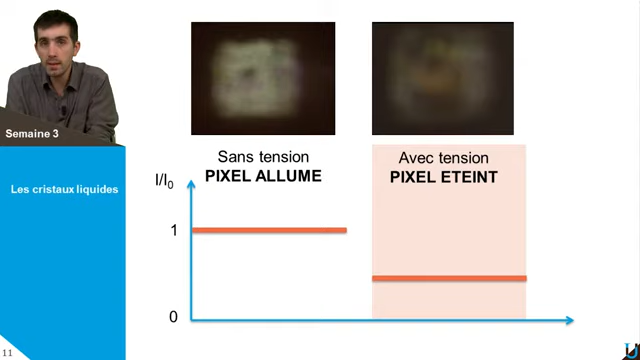 Semaine 3
Les cristaux liquides
Sans tension
PIXEL ALLUME
Avec tension
PIXEL ETEINT
I/I0
1
0
11